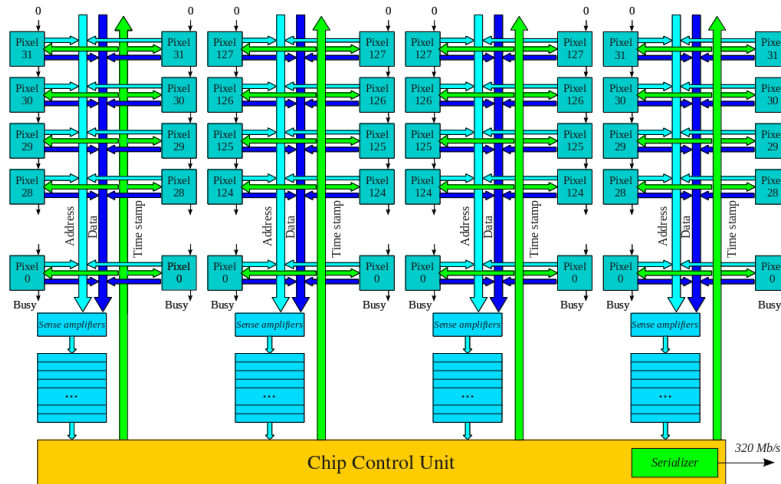 0 0 0 0 0 0 0 0
Pixel Pixel Pixel Pixel Pixel Pixel Pixel Pixel
31 31 127 127 127 127 31 31
Pixel Pixel Pixel Pixel Pixel Pixel Pixel Pixel
30 30 126 126 126 126 30 30
Pixel Pixel Pixel Pixel Pixel Pixel Pixel Pixel
29 29 125 125 125 125 29 29
Pixel Pixel Pixel Pixel Pixel Pixel Pixel Pixel
28 28 124 124 124 124 28 28
Address Data Time stamp Address Data Time stamp Address Data Time stamp Address Data Time stamp
Pixel Pixel Pixel Pixel Pixel Pixel Pixel Pixel
0 0 0 0 0 0 0 0
Busy Busy Busy Busy Busy Busy Busy Busy
Sense amplifiers Sense amplifiers Sense amplifiers Sense amplifiers
... ... ... ...
320 Mb/s
Chip Control Unit Serializer